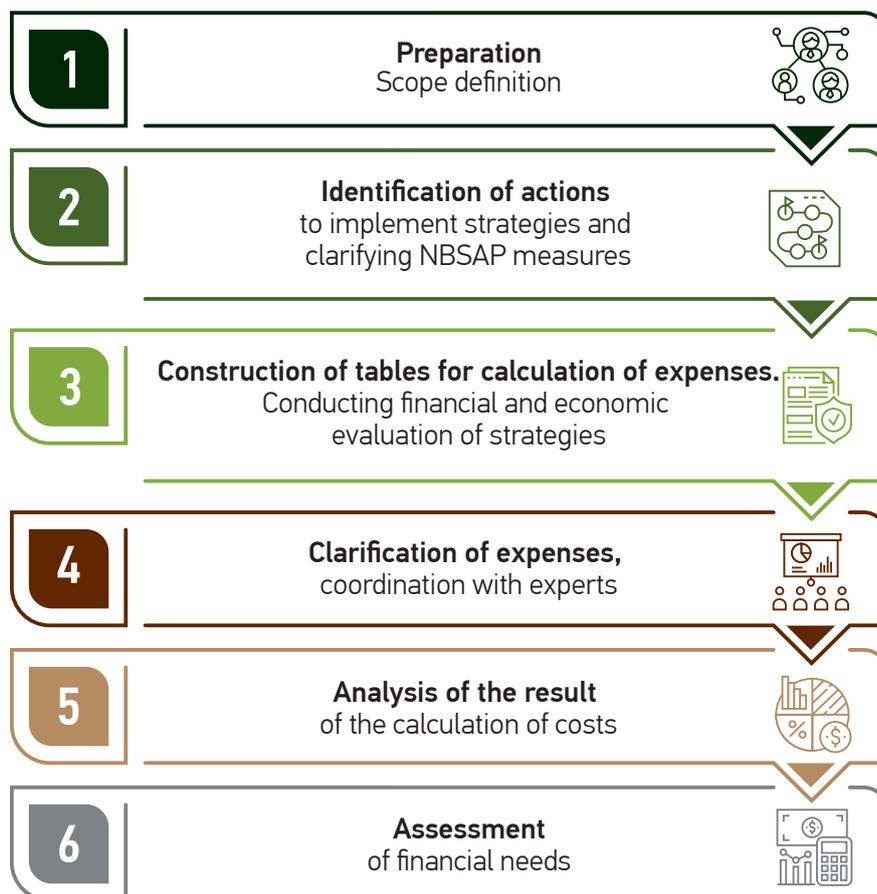 1
Preparation
Scope definition
2
Identification of actions
to implement strategies and
clarifying NBSAP measures
3
Construction of tables for calculation of expenses.
Conducting financial and economic
evaluation of strategies
4
Clarification of expenses,
coordination with experts
5
Analysis of the result
of the calculation of costs
%
$
6
Assessment
of financial needs
$